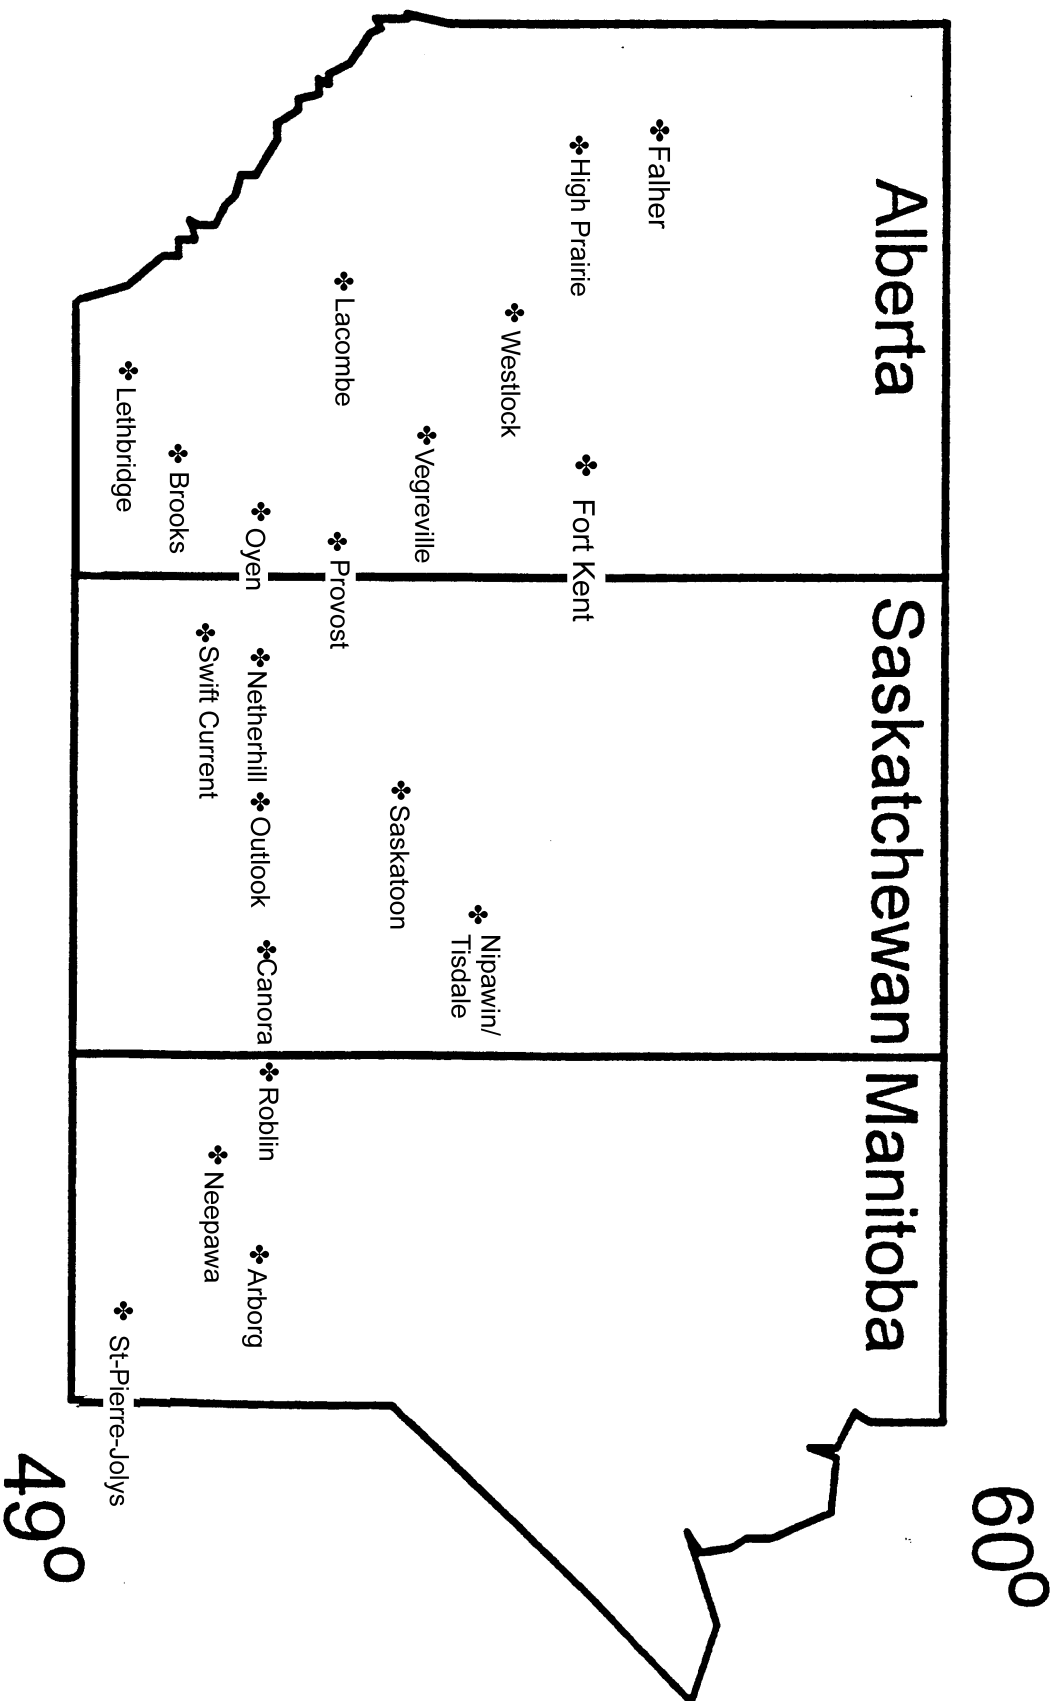 60°
Alberta
Saskatchewan
Manitoba
Falher
High Prairie
Fort Kent
Westlock
Nipawin/
Tisdale
Vegreville
Saskatoon
Lacombe
Provost
Oyen
Netherhill
Outlook
Canora
Roblin
Arborg
Swift Current
Neepawa
Brooks
Lethbridge
St-Pierre-Jolys
49°